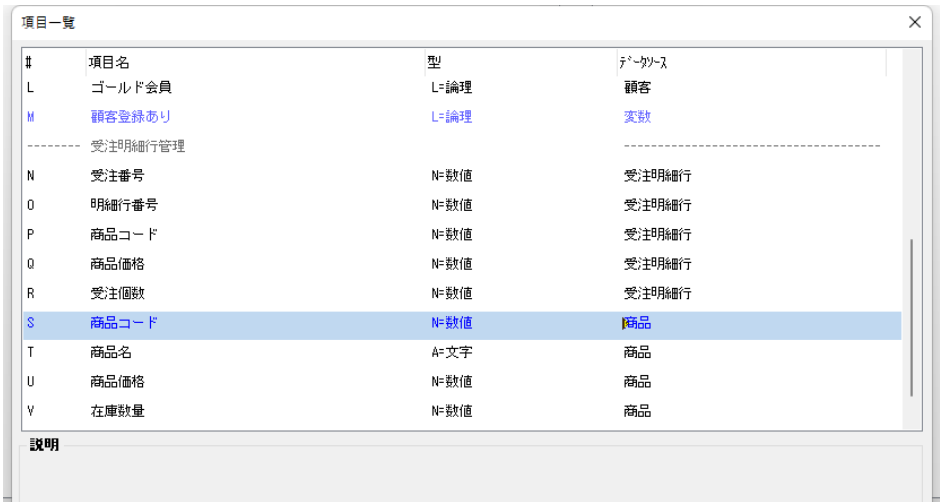 項目一覧
# 項目名 型 ﾃﾞｰﾀｿｰｽ
L ゴールド会員 L=論理 顧客
M 顧客登録あり L=論理 変数
-------- 受注明細行管理 ------------------------------------
N 受注番号 N=数値 受注明細行
O 明細行番号 N=数値 受注明細行
P 商品コード N=数値 受注明細行
Q 商品価格 N=数値 受注明細行
R 受注個数 N=数値 受注明細行
S 商品コード N=数値 商品
T 商品名 A=文字 商品
U 商品価格 N=数値 商品
V 在庫数量 N=数値 商品
説明